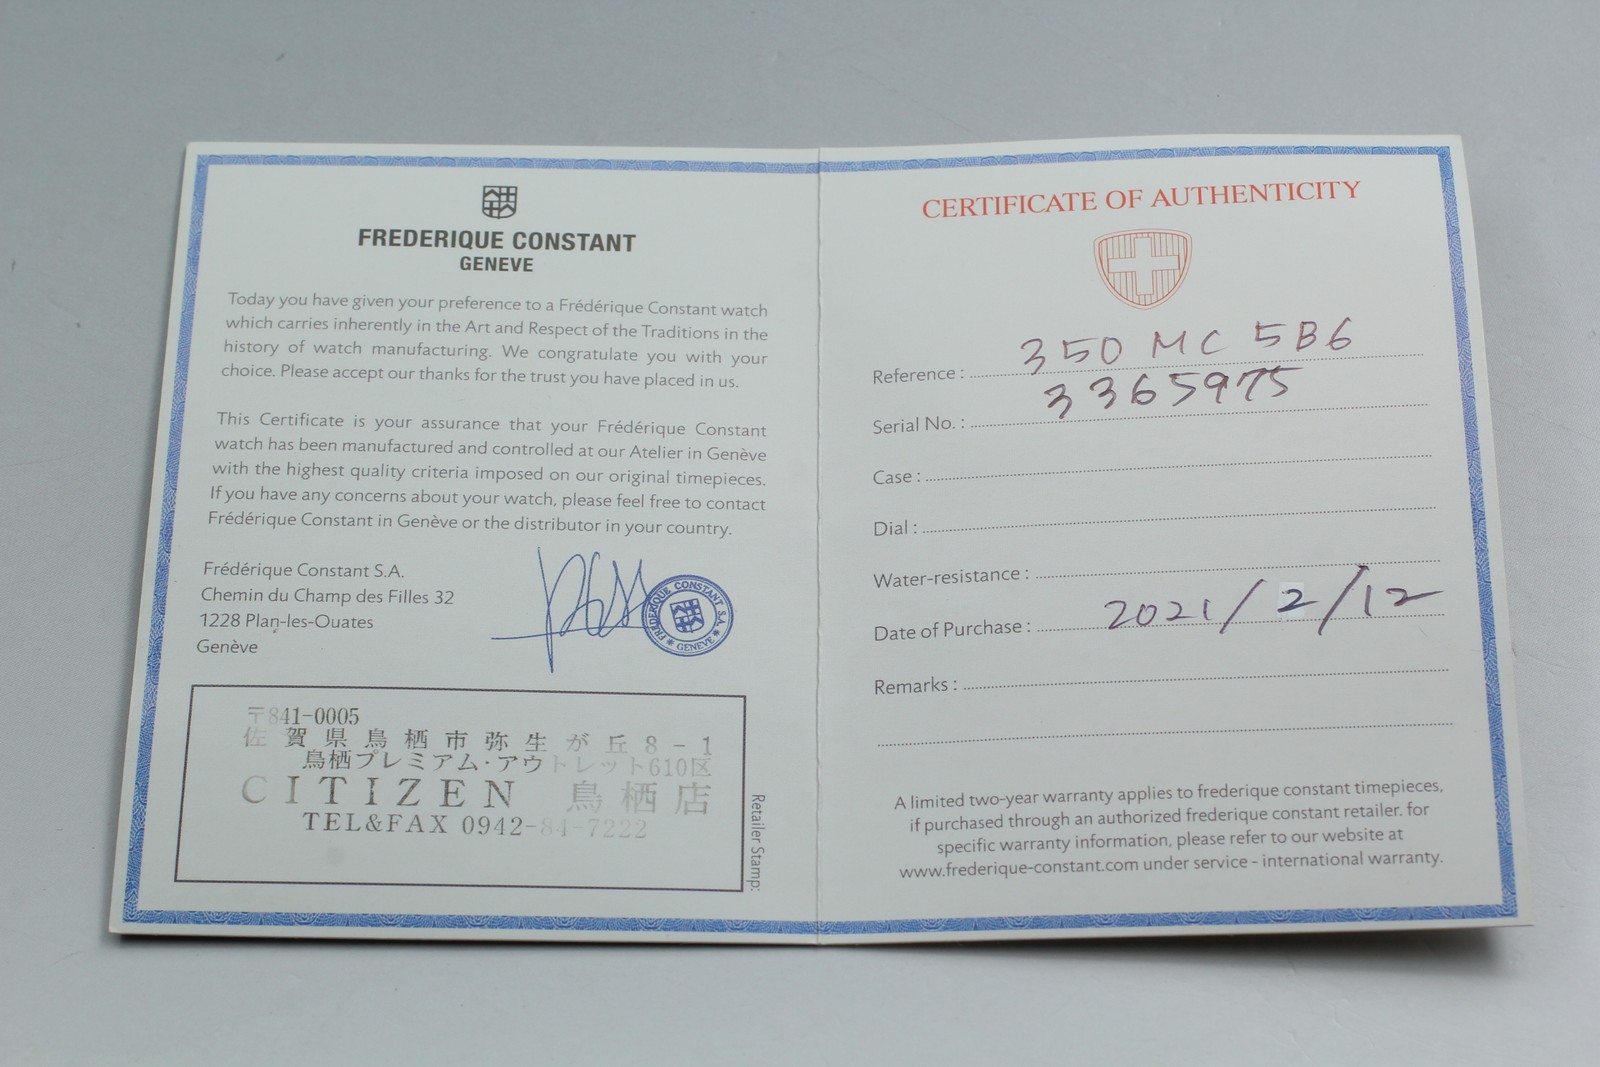 FREDERIQUE CONSTANT
GENEVE
Today you have given your preference to a Frédérique Constant watch
which carries inherently in the Art and Respect of the Traditions in the
history of watch manufacturing. We congratulate you with your
choice. Please accept our thanks for the trust you have placed in us.
This Certificate is your assurance that your Frédérique Constant
watch has been manufactured and controlled at our Atelier in Genève
with the highest quality criteria imposed on our original timepieces.
If you have any concerns about your watch, please feel free to contact
Frédérique Constant in Genève or the distributor in your country.
Frédérique Constant S.A.
Chemin du Champ des Filles 32
1228 Plan-les-Ouates
Genève
FREDERIQUE CONSTANT S.A.
GENEVE
〒841-0005
佐賀県鳥栖市弥生が丘8-1
鳥栖プレミアム・アウトレット610区
CITIZEN 鳥栖店
TEL&FAX 0942-84-7222
Retailer Stamp:
CERTIFICATE OF AUTHENTICITY
Reference : 350 MC 5B6
Serial No. : 3365975
Case :
Dial :
Water-resistance :
Date of Purchase : 2021/2/12
Remarks :
A limited two-year warranty applies to frederique constant timepieces,
if purchased through an authorized frederique constant retailer. for
specific warranty information, please refer to our website at
www.frederique-constant.com under service - international warranty.